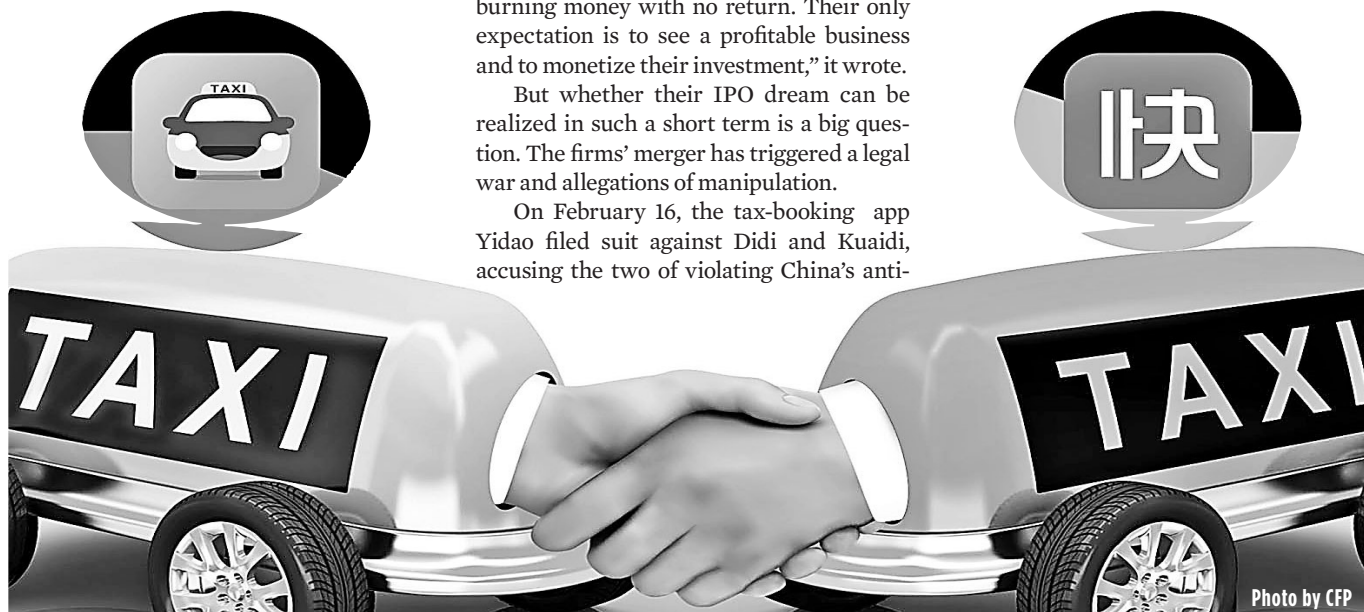 burning money with no return. Their only
expectation is to see a profitable business
and to monetize their investment,” it wrote.
But whether their IPO dream can be
realized in such a short term is a big ques-
tion. The firms’ merger has triggered a legal
war and allegations of manipulation.
On February 16, the tax-booking app
Yidao filed suit against Didi and Kuaidi,
accusing the two of violating China’s anti-
TAXI
快
TAXI
TAXI
Photo by CFP